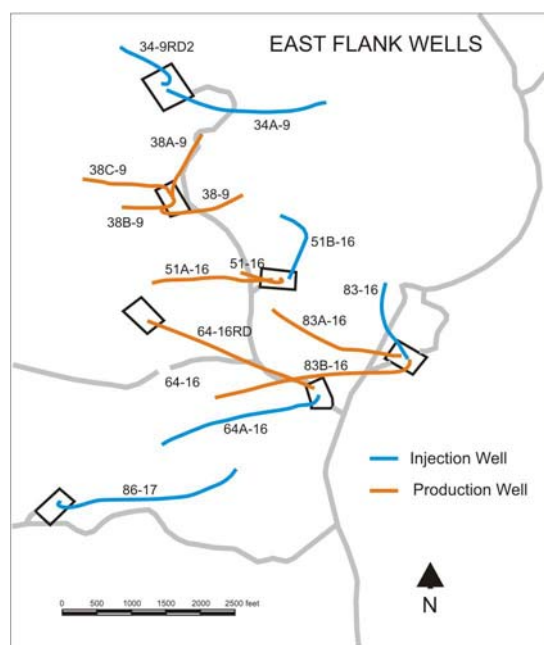 EAST FLANK WELLS
34-9RD2
34A-9
38A-9
38C-9
38-9
38B-9
51B-16
51A-16
51-16
83-16
83A-16
64-16RD
83B-16
64-16
64A-16
Injection Well
Production Well
86-17
0 500 1000 1500 2000 2500 feet
N